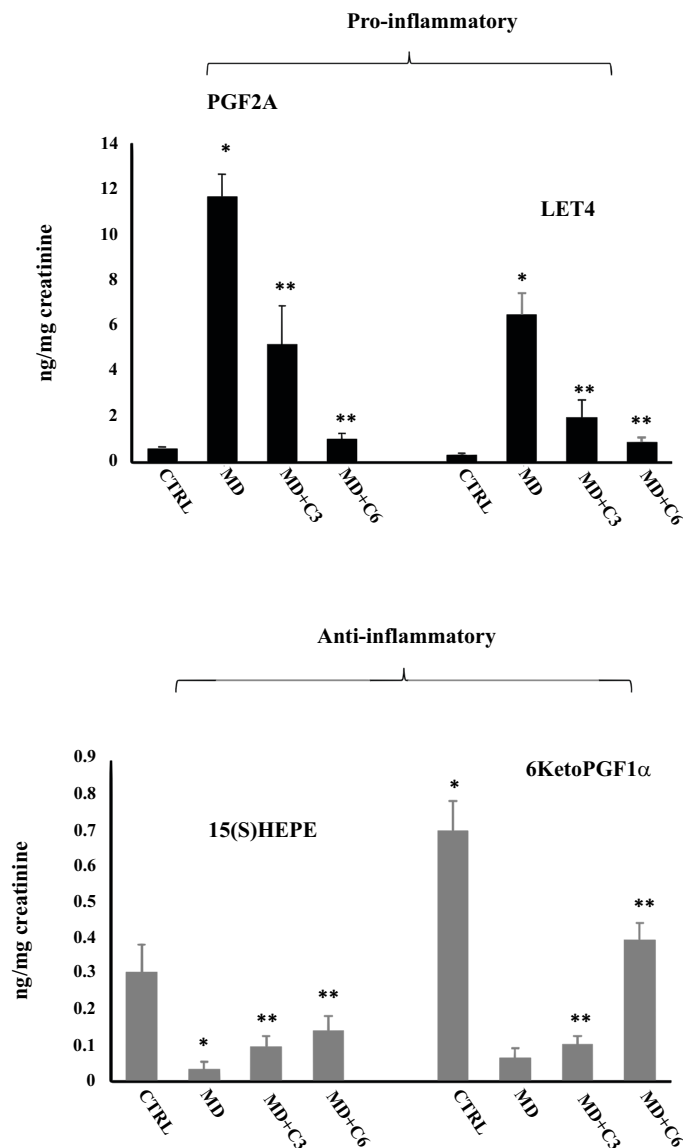 Pro-inflammatory
PGF2A
LET4
ng/mg creatinine
14
12
10
8
6
4
2
0
*
**
**
*
**
**
CTRL
MD
MD+C3
MD+C6
CTRL
MD
MD+C3
MD+C6
Anti-inflammatory
15(S)HEPE
6KetoPGF1α
ng/mg creatinine
0.9
0.8
0.7
0.6
0.5
0.4
0.3
0.2
0.1
0
*
**
**
*
**
**
CTRL
MD
MD+C3
MD+C6
CTRL
MD
MD+C3
MD+C6